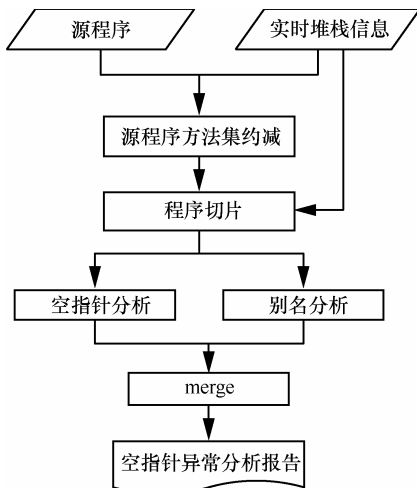 源程序
实时堆栈信息
源程序方法集约减
程序切片
空指针分析
别名分析
merge
空指针异常分析报告